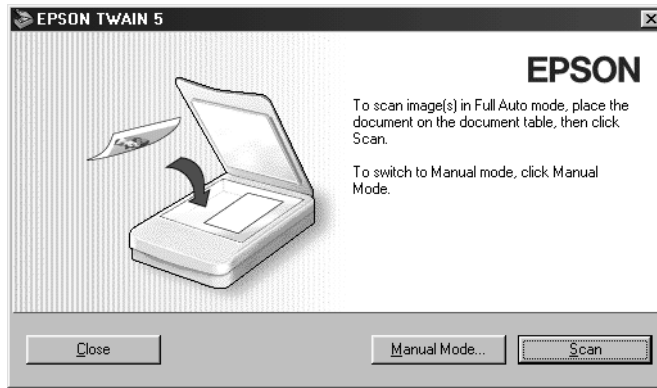 EPSON TWAIN 5
EPSON
To scan image(s) in Full Auto mode, place the
document on the document table, then click
Scan.
To switch to Manual mode, click Manual
Mode.
Close
Manual Mode...
Scan